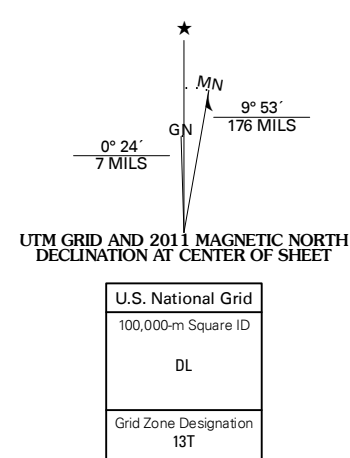 ★
MN
9° 53´
176 MILS
GN
0° 24´
7 MILS
UTM GRID AND 2011 MAGNETIC NORTH
DECLINATION AT CENTER OF SHEET
U.S. National Grid
100,000-m Square ID
DL
Grid Zone Designation
13T